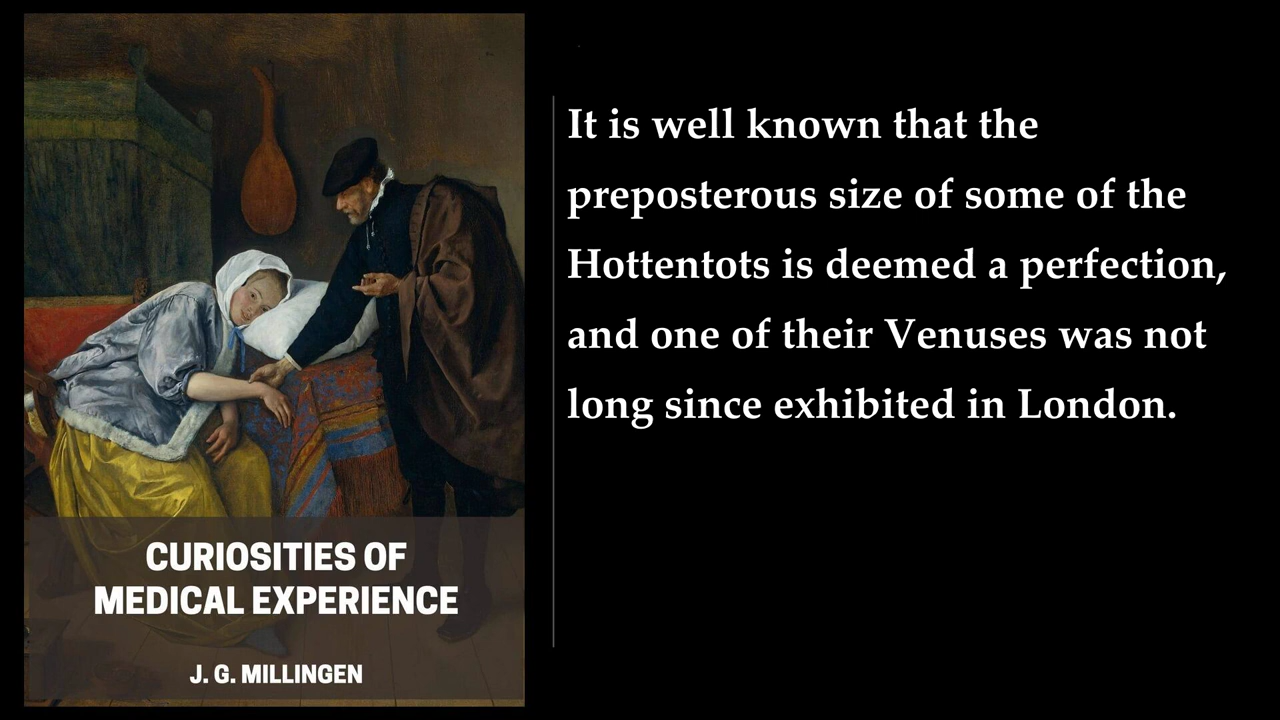 It is well known that the
preposterous size of some of the
Hottentots is deemed a perfection,
and one of their Venuses was not
long since exhibited in London.
CURIOSITIES OF
MEDICAL EXPERIENCE
J. G. MILLINGEN